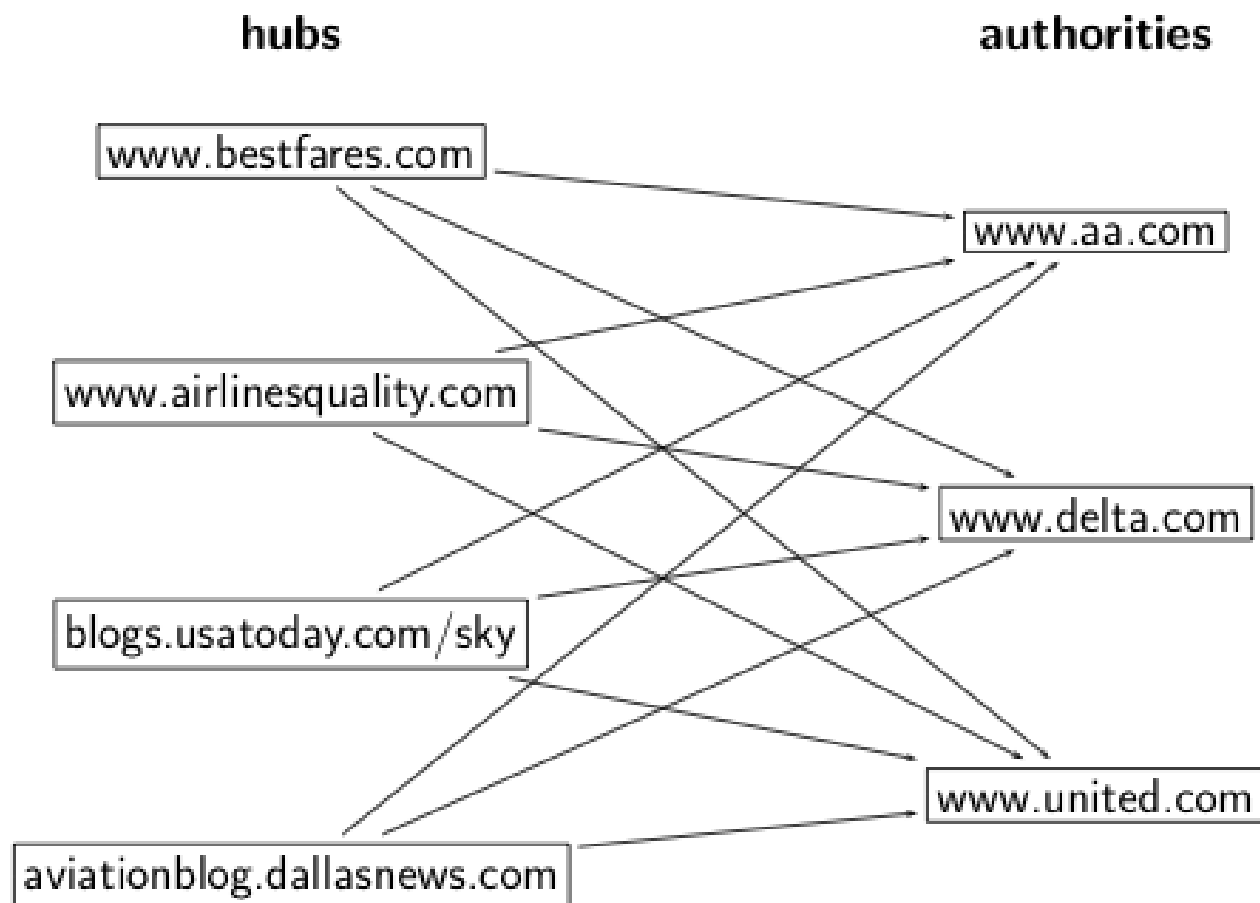 hubs
authorities
www.bestfares.com
www.aa.com
www.airlinesquality.com
www.delta.com
blogs.usatoday.com/sky
www.united.com
aviationblog.dallasnews.com